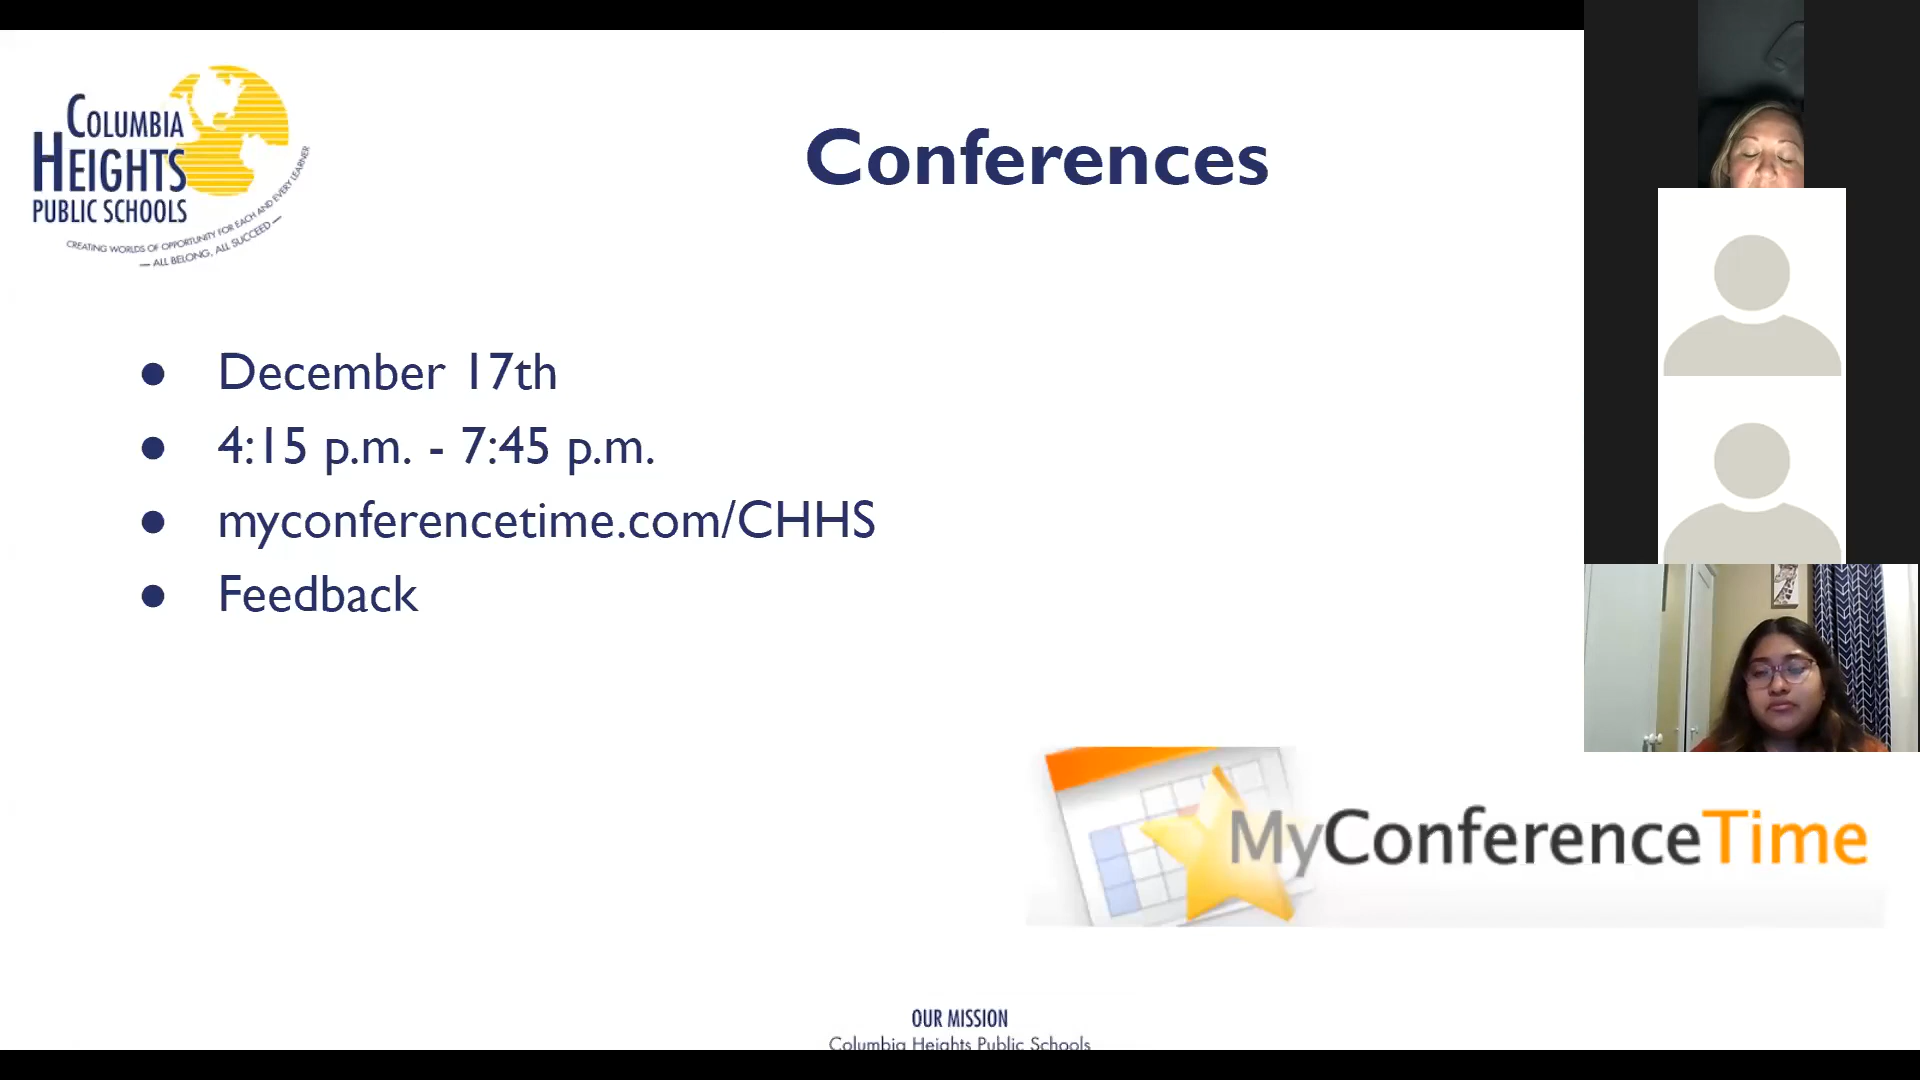 COLUMBIA
HEIGHTS
PUBLIC SCHOOLS
CREATING WORLDS OF OPPORTUNITY FOR EACH AND EVERY LEARNER
— ALL BELONG, ALL SUCCEED —
Conferences
● December 17th
● 4:15 p.m. - 7:45 p.m.
● myconferencetime.com/CHHS
● Feedback
MyConferenceTime
OUR MISSION
Columbia Heights Public Schools